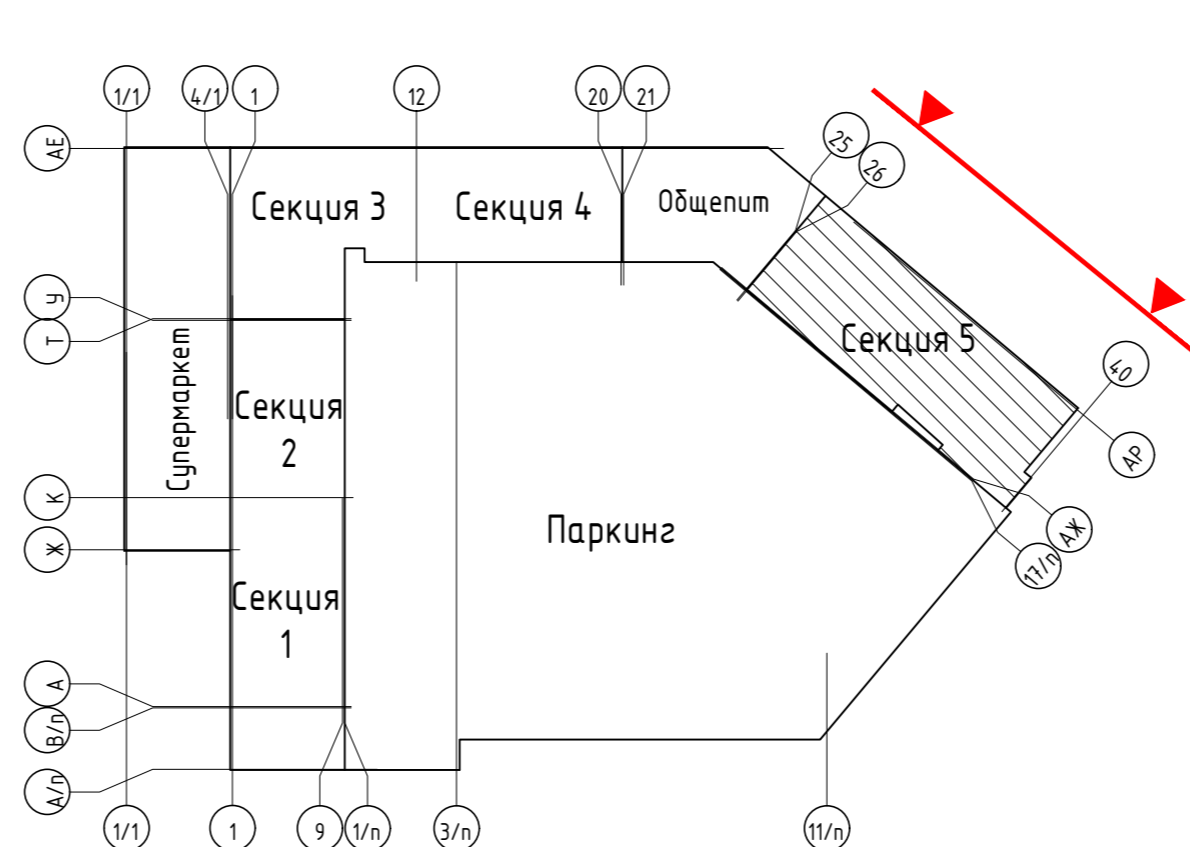 1/1
4/1
1
12
20
21
25
26
АЕ
Секция 3
Секция 4
Общепит
У
Т
Супермаркет
Секция
2
Секция 5
40
АР
К
Ж
Паркинг
АЖ
17/п
Секция
1
А
В/п
А/п
1/1
1
9
1/п
3/п
11/п